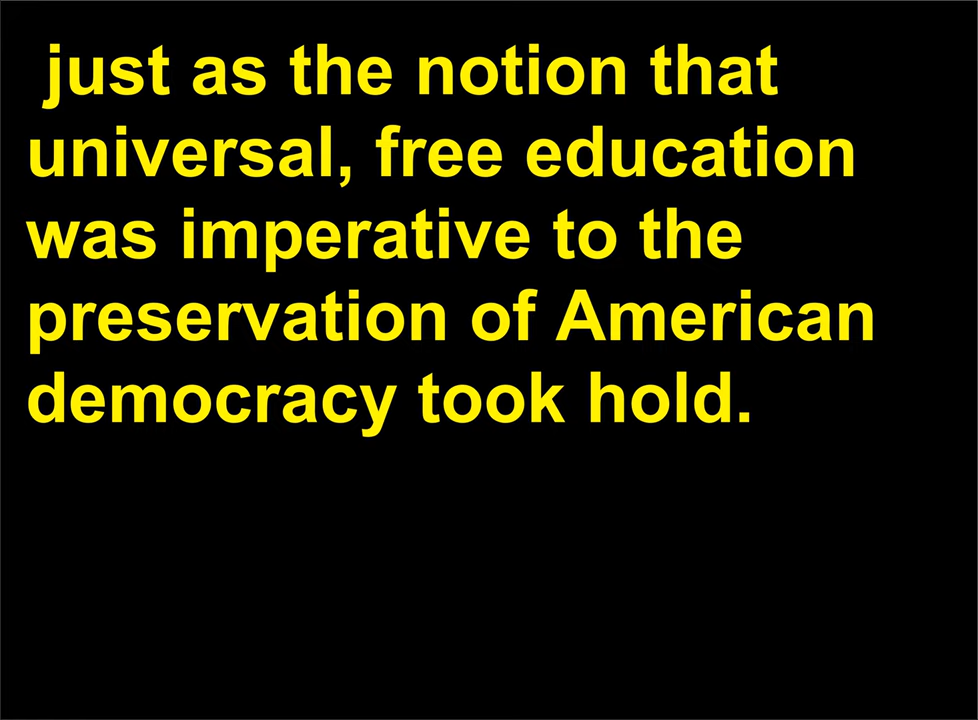 just as the notion that
universal, free education
was imperative to the
preservation of American
democracy took hold.